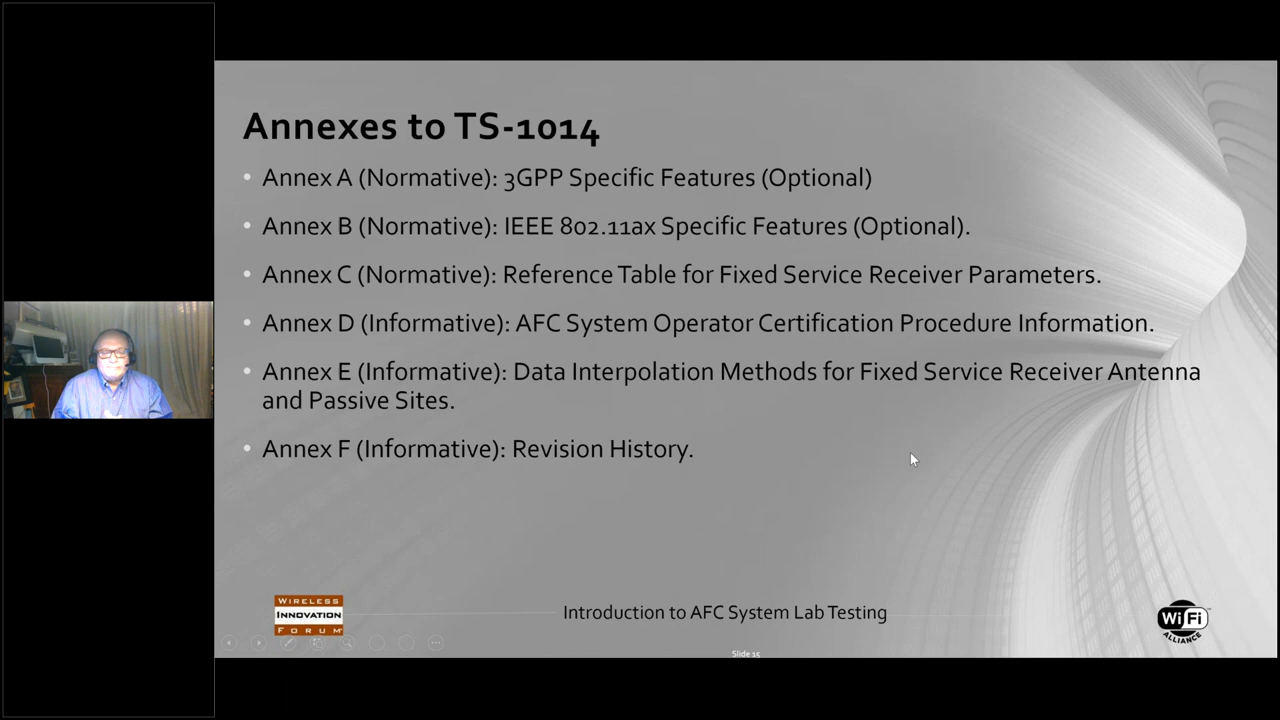 Annexes to TS-1014
• Annex A (Normative): 3GPP Specific Features (Optional)
• Annex B (Normative): IEEE 802.11ax Specific Features (Optional).
• Annex C (Normative): Reference Table for Fixed Service Receiver Parameters.
• Annex D (Informative): AFC System Operator Certification Procedure Information.
• Annex E (Informative): Data Interpolation Methods for Fixed Service Receiver Antenna
and Passive Sites.
• Annex F (Informative): Revision History.
WIRELESS
INNOVATION
FORUM
Introduction to AFC System Lab Testing
Wi Fi
ALLIANCE
Slide 15